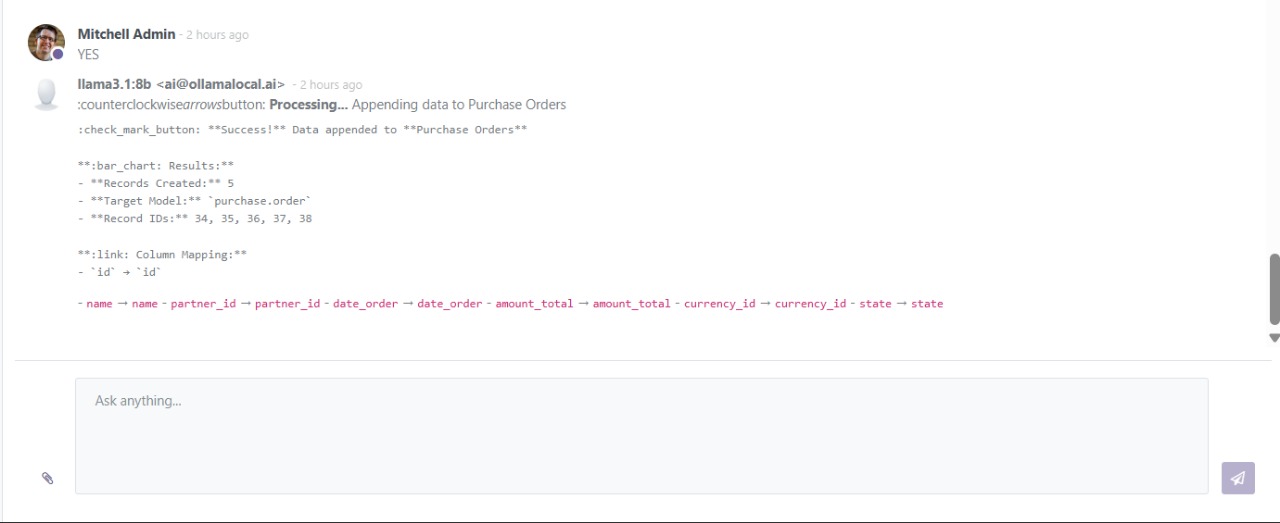 Mitchell Admin - 2 hours ago
YES
llama3.1:8b <ai@ollamalocal.ai> - 2 hours ago
:counterclockwisearrowsbutton: Processing... Appending data to Purchase Orders
:check_mark_button: **Success!** Data appended to **Purchase Orders**
**:bar_chart: Results:**
- **Records Created:** 5
- **Target Model:** `purchase.order`
- **Record IDs:** 34, 35, 36, 37, 38
**:link: Column Mapping:**
- `id` → `id`
- name → name - partner_id → partner_id - date_order → date_order - amount_total → amount_total - currency_id → currency_id - state → state
Ask anything...